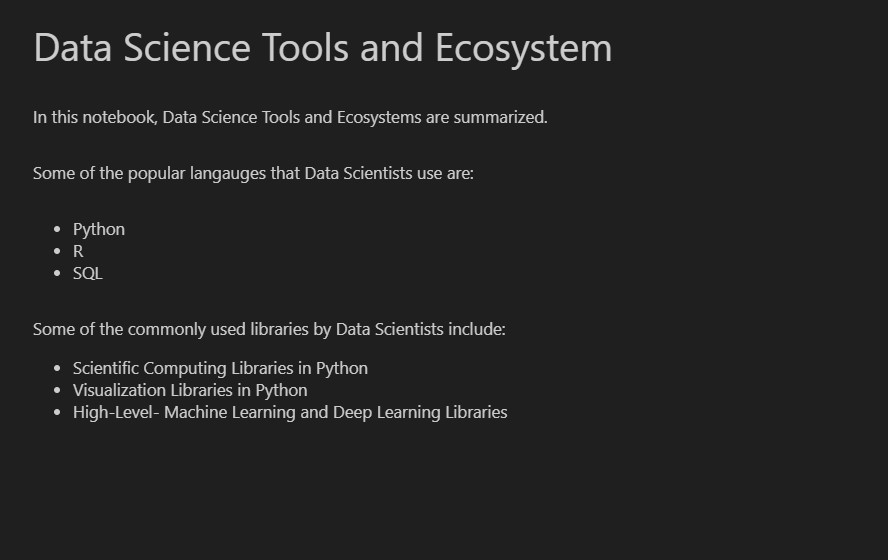 Data Science Tools and Ecosystem
In this notebook, Data Science Tools and Ecosystems are summarized.
Some of the popular langauges that Data Scientists use are:
• Python
• R
• SQL
Some of the commonly used libraries by Data Scientists include:
• Scientific Computing Libraries in Python
• Visualization Libraries in Python
• High-Level- Machine Learning and Deep Learning Libraries